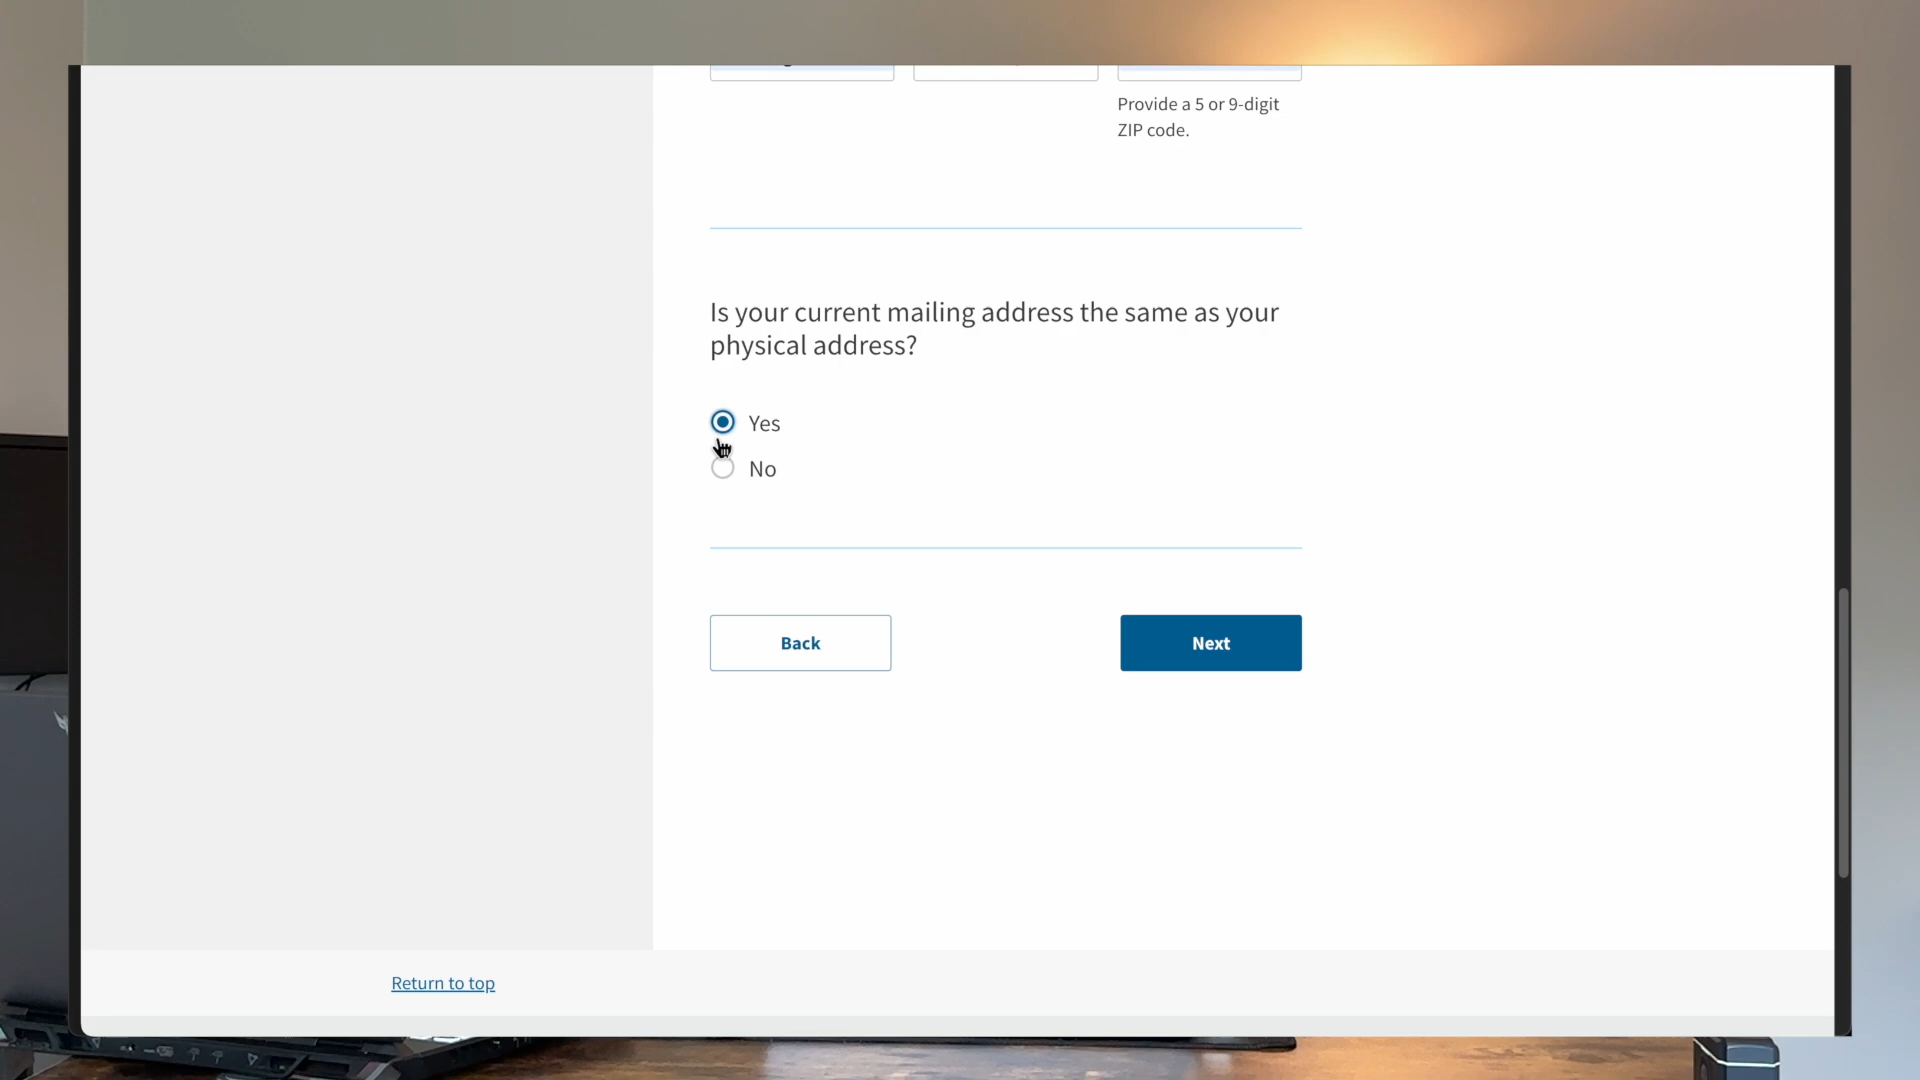 Provide a 5 or 9-digit
ZIP code.
Is your current mailing address the same as your
physical address?
Yes
No
Back
Next
Return to top